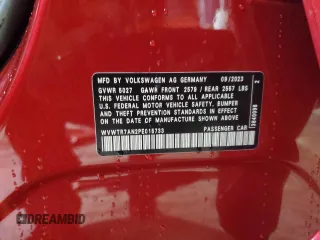 MFD. BY VOLKSWAGEN AG GERMANY 09/2023
GVWR 5027 GAWR FRONT 2579 / REAR 2557 LBS
THIS VEHICLE CONFORMS TO ALL APPLICABLE
U.S. FEDERAL MOTOR VEHICLE SAFETY, BUMPER AND
THEFT PREVENTION STANDARDS IN EFFECT
ON THE DATE OF MANUFACTURE SHOWN ABOVE
WVWTR7AN2PE015733 PASSENGER CAR
2
DREAMBID